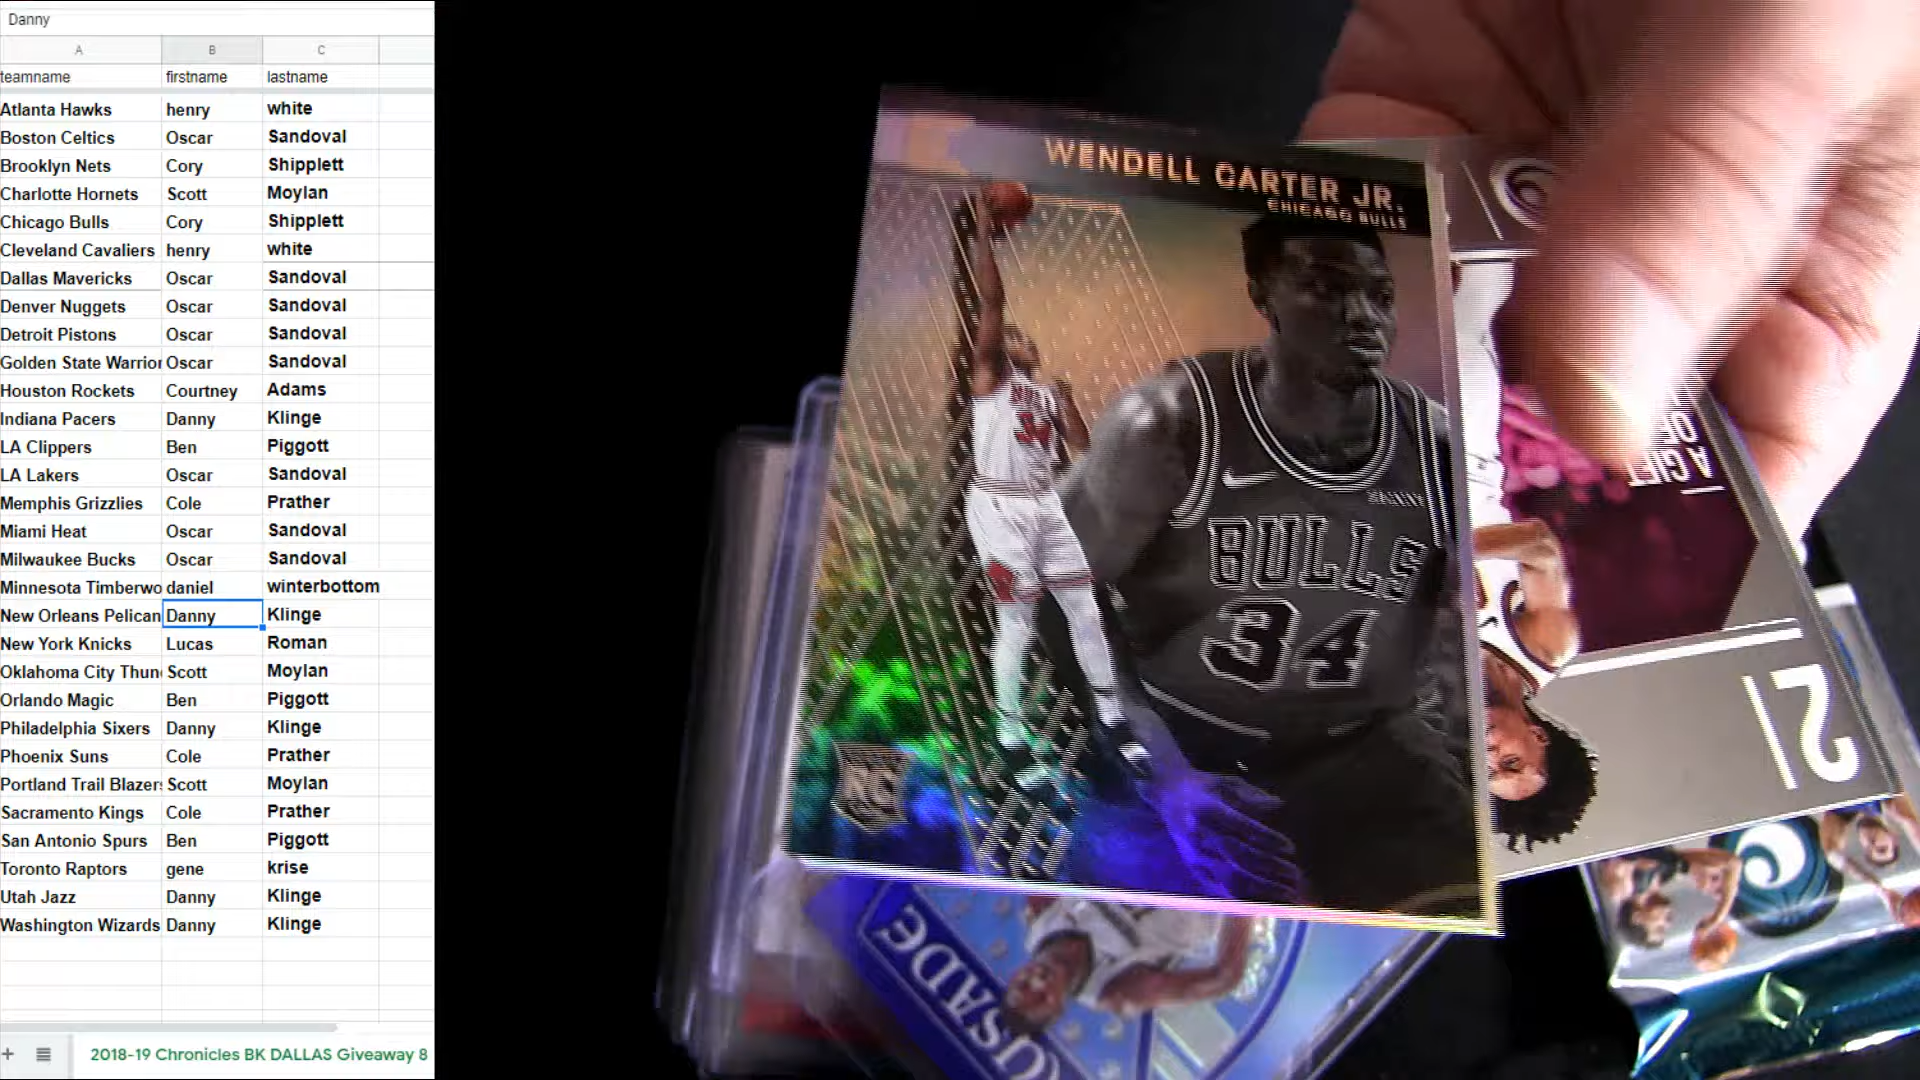 Danny
A B C
teamname firstname lastname
Atlanta Hawks henry white
Boston Celtics Oscar Sandoval
Brooklyn Nets Cory Shipplett
Charlotte Hornets Scott Moylan
Chicago Bulls Cory Shipplett
Cleveland Cavaliers henry white
Dallas Mavericks Oscar Sandoval
Denver Nuggets Oscar Sandoval
Detroit Pistons Oscar Sandoval
Golden State Warrior Oscar Sandoval
Houston Rockets Courtney Adams
Indiana Pacers Danny Klinge
LA Clippers Ben Piggott
LA Lakers Oscar Sandoval
Memphis Grizzlies Cole Prather
Miami Heat Oscar Sandoval
Milwaukee Bucks Oscar Sandoval
Minnesota Timberwo daniel winterbottom
New Orleans Pelican Danny Klinge
New York Knicks Lucas Roman
Oklahoma City Thun Scott Moylan
Orlando Magic Ben Piggott
Philadelphia Sixers Danny Klinge
Phoenix Suns Cole Prather
Portland Trail Blazers Scott Moylan
Sacramento Kings Cole Prather
San Antonio Spurs Ben Piggott
Toronto Raptors gene krise
Utah Jazz Danny Klinge
Washington Wizards Danny Klinge
2018-19 Chronicles BK DALLAS Giveaway 8
WENDELL CARTER JR.
CHICAGO BULLS
BULLS
34
A GIFT
OF
21
USADE